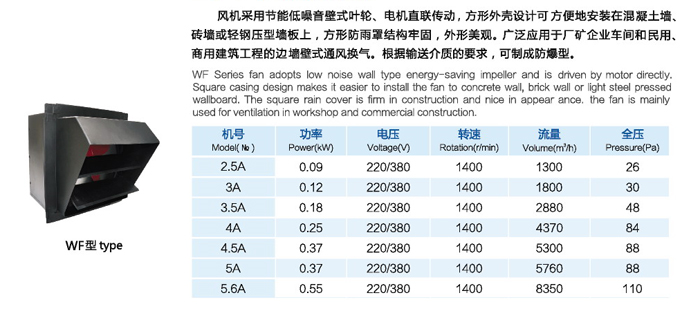 风机采用节能低噪音壁式叶轮、电机直联传动，方形外壳设计可方便地安装在混凝土墙、
砖墙或轻钢压型墙板上，方形防雨罩结构牢固，外形美观。广泛应用于厂矿企业车间和民用、
商用建筑工程的边墙壁式通风换气。根据输送介质的要求，可制成防爆型。
WF Series fan adopts low noise wall type energy-saving impeller and is driven by motor directly.
Square casing design makes it easier to install the fan to concrete wall, brick wall or light steel pressed
wallboard. The square rain cover is firm in construction and nice in appear ance. the fan is mainly
used for ventilation in workshop and commercial construction.
机号 功率 电压 转速 流量 全压
Model(№) Power(kW) Voltage(V) Rotation(r/min) Volume(m³/h) Pressure(Pa)
2.5A 0.09 220/380 1400 1300 26
3A 0.12 220/380 1400 1800 30
3.5A 0.18 220/380 1400 2880 48
4A 0.25 220/380 1400 4370 84
4.5A 0.37 220/380 1400 5300 88
5A 0.37 220/380 1400 5760 88
5.6A 0.55 220/380 1400 8350 110
WF型 type